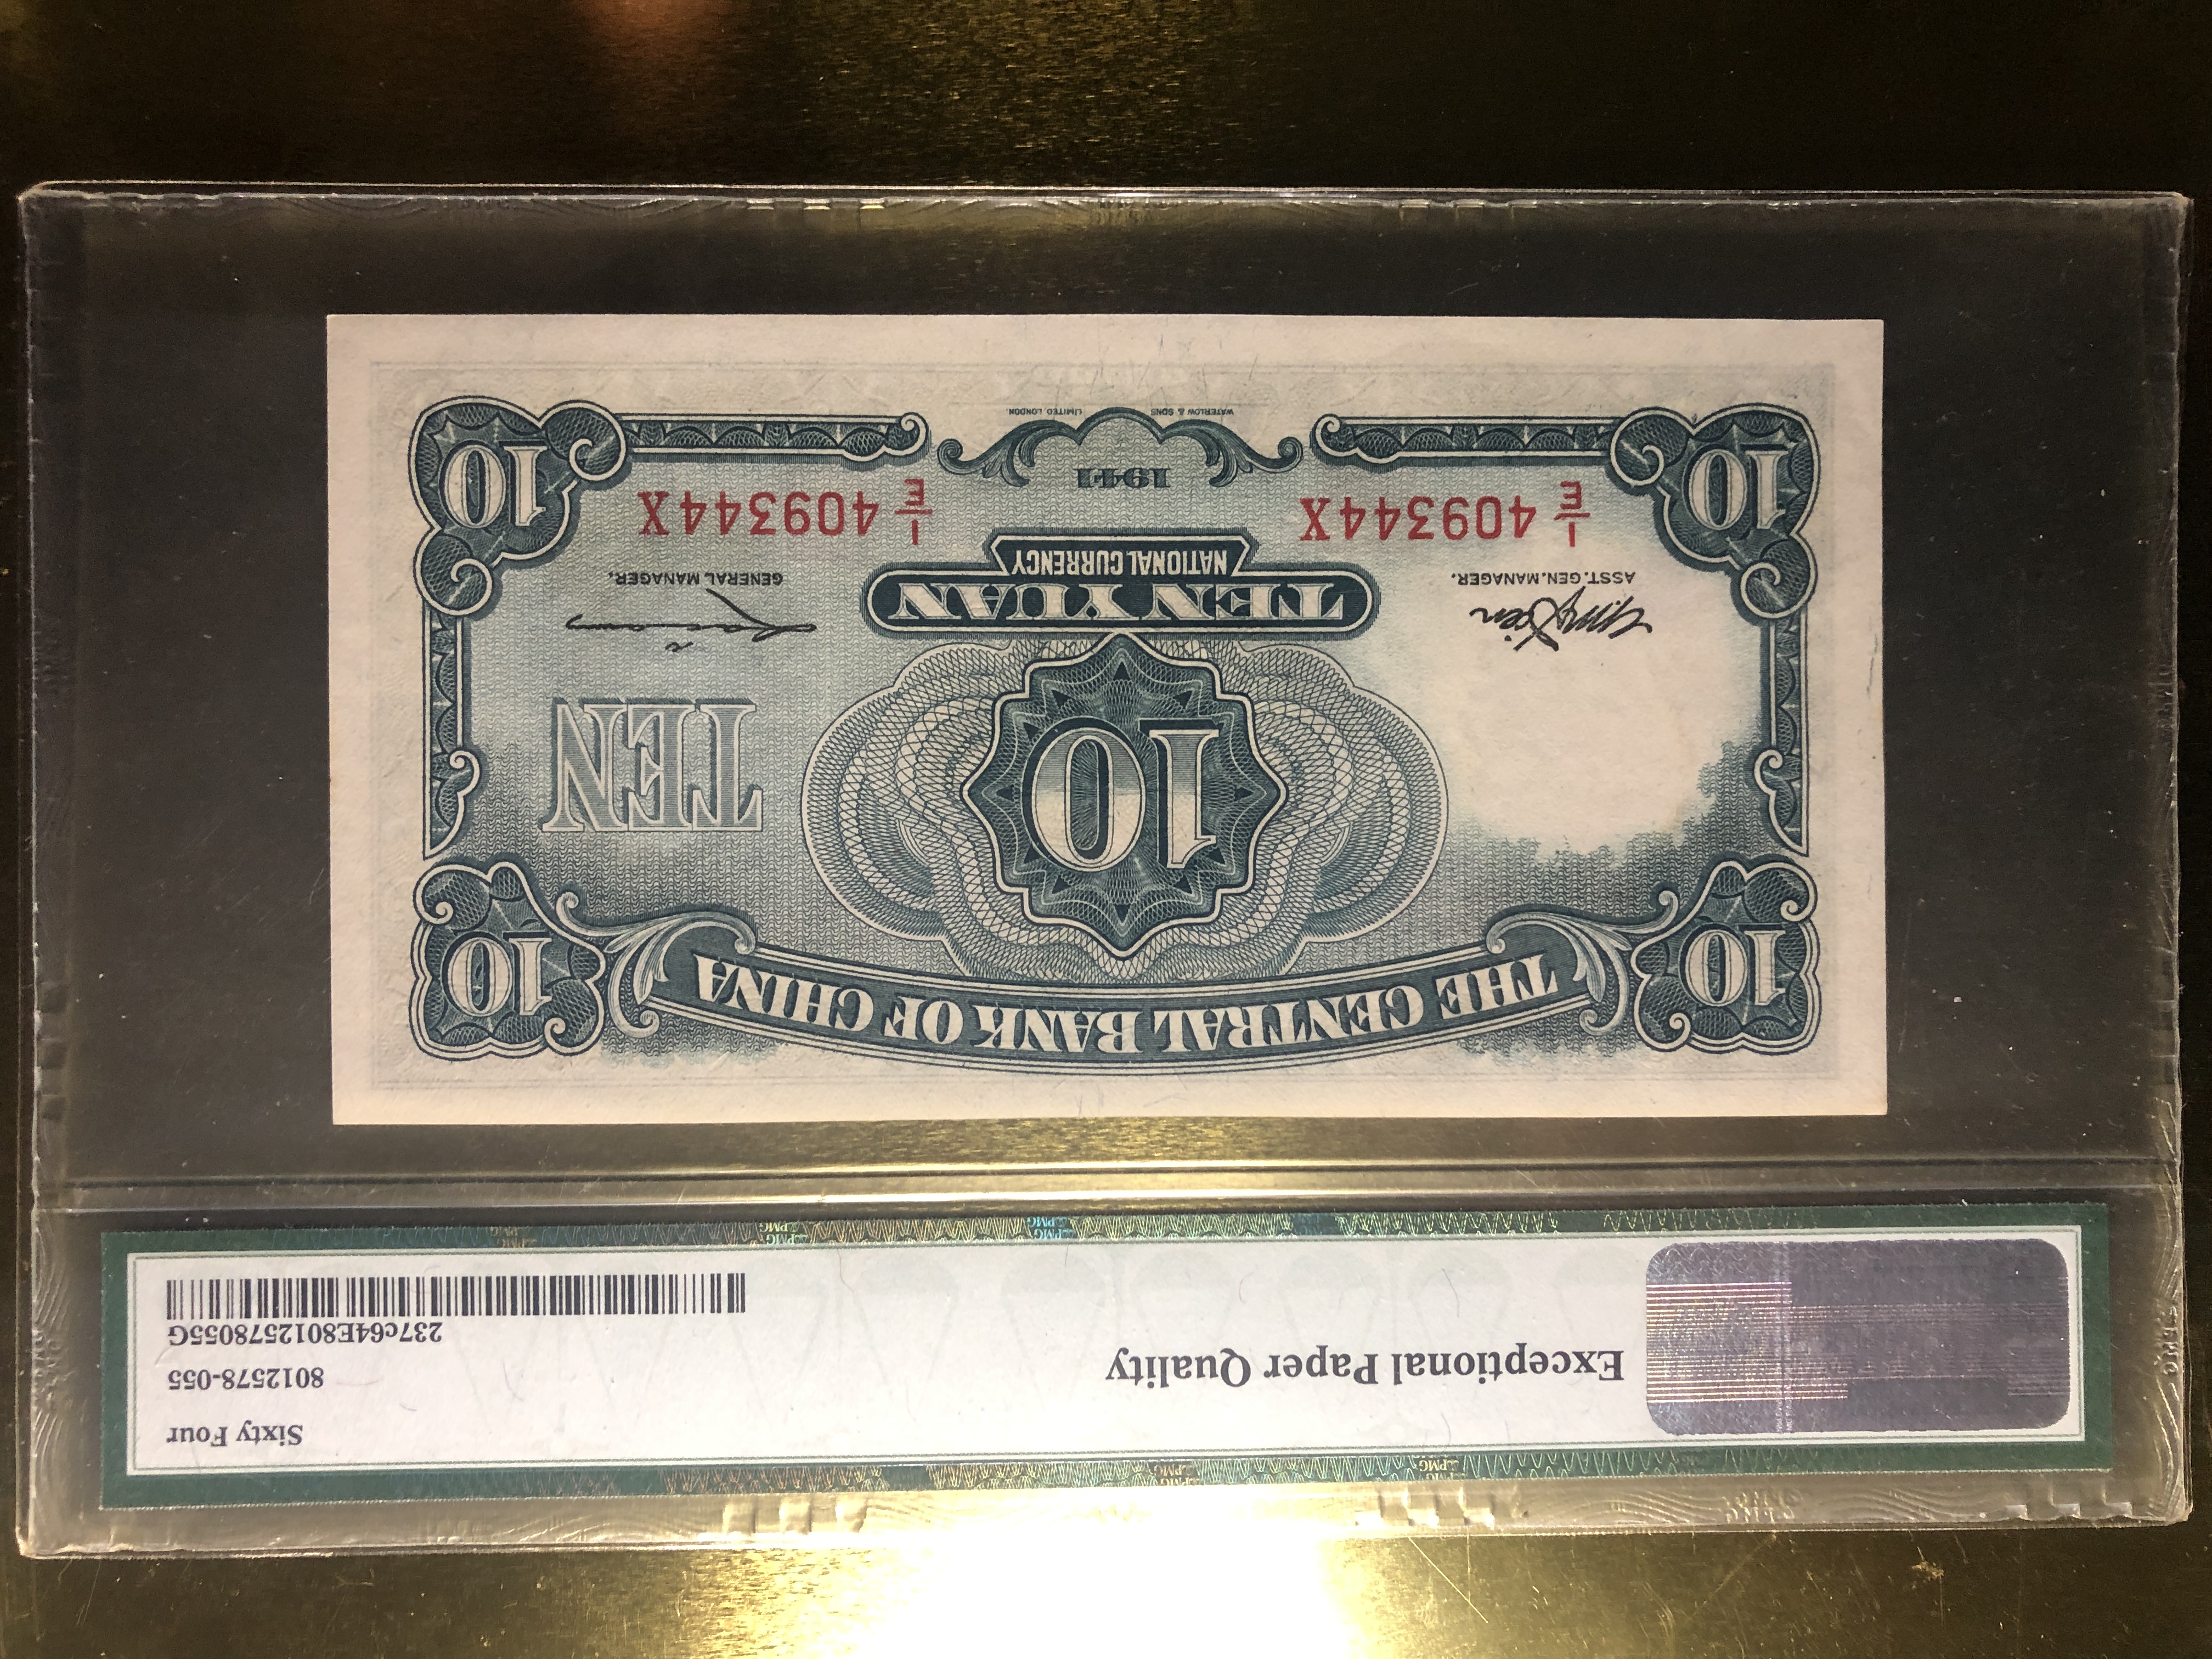 Sixty Four
8012578-055
237c64E8012578055G
Exceptional Paper Quality
THE CENTRAL BANK OF CHINA
10 10
10
TEN
TEN YUAN
NATIONAL CURRENCY
ASST. GEN. MANAGER. GENERAL MANAGER.
1/E 409344X 1/E 409344X
10 1941 10
WATERLOW & SONS LIMITED LONDON.